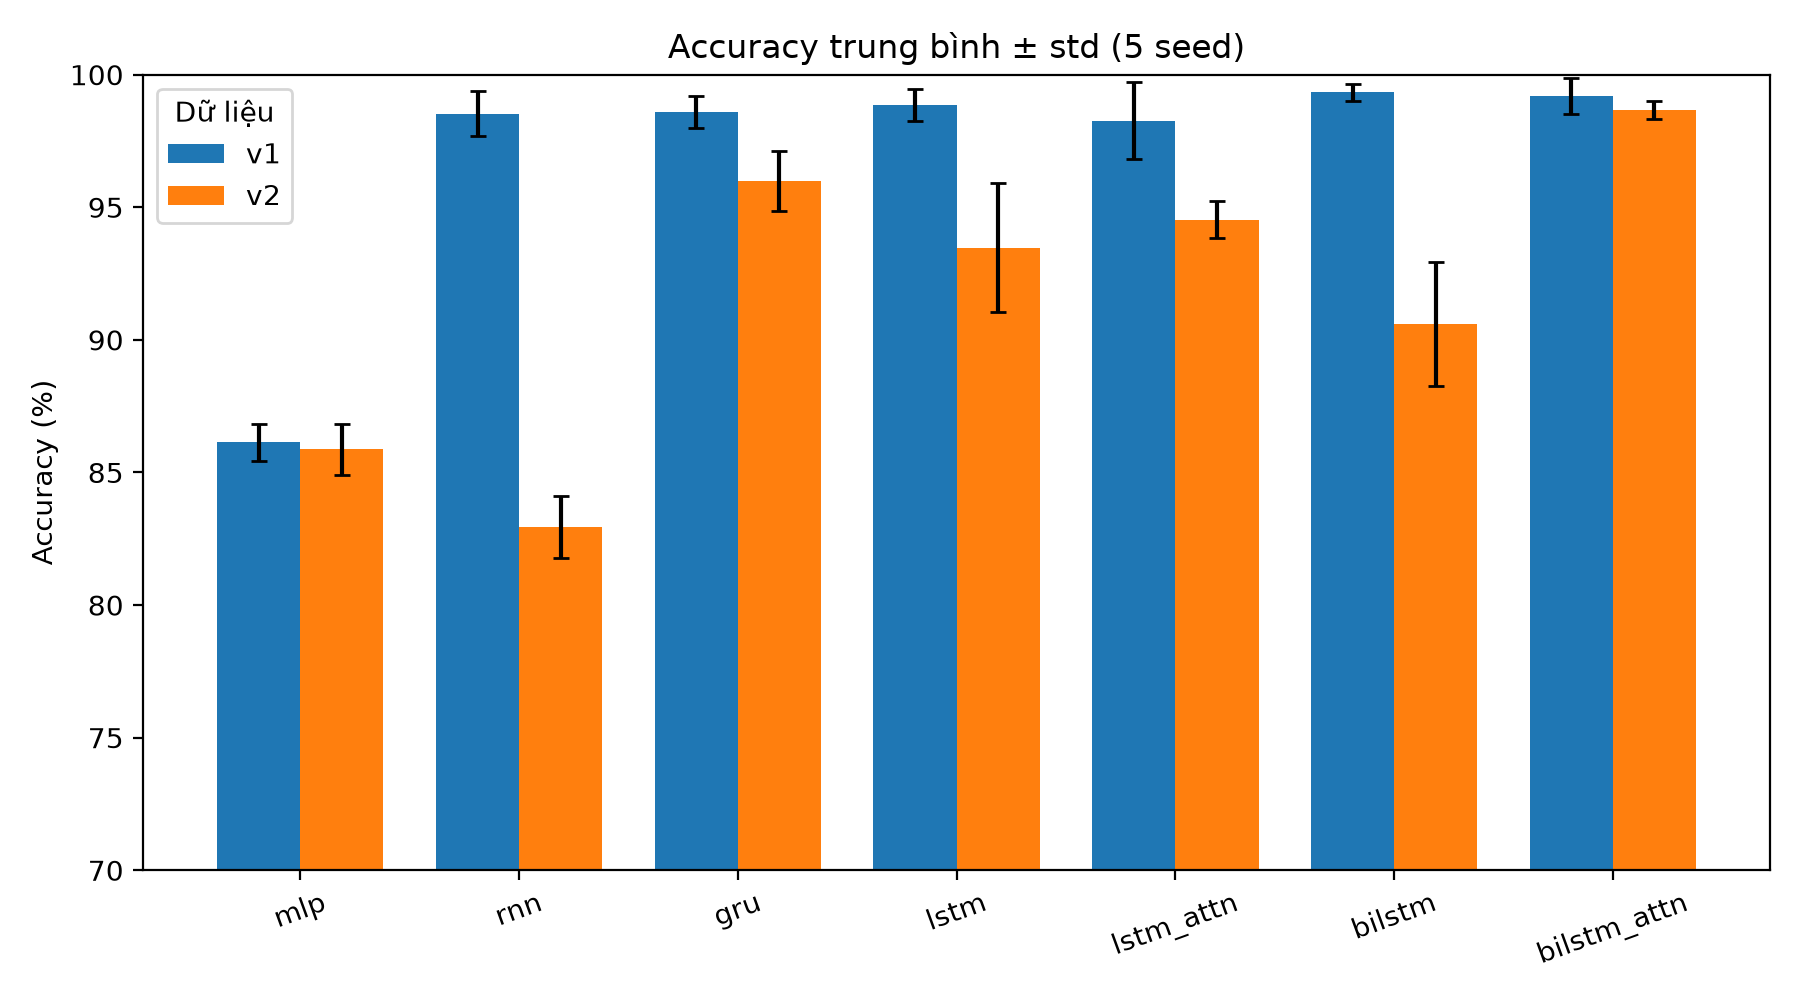 Accuracy trung bình ± std (5 seed)
Dữ liệu
v1
v2
Accuracy (%)
100
95
90
85
80
75
70
mlp
rnn
gru
lstm
lstm_attn
bilstm
bilstm_attn